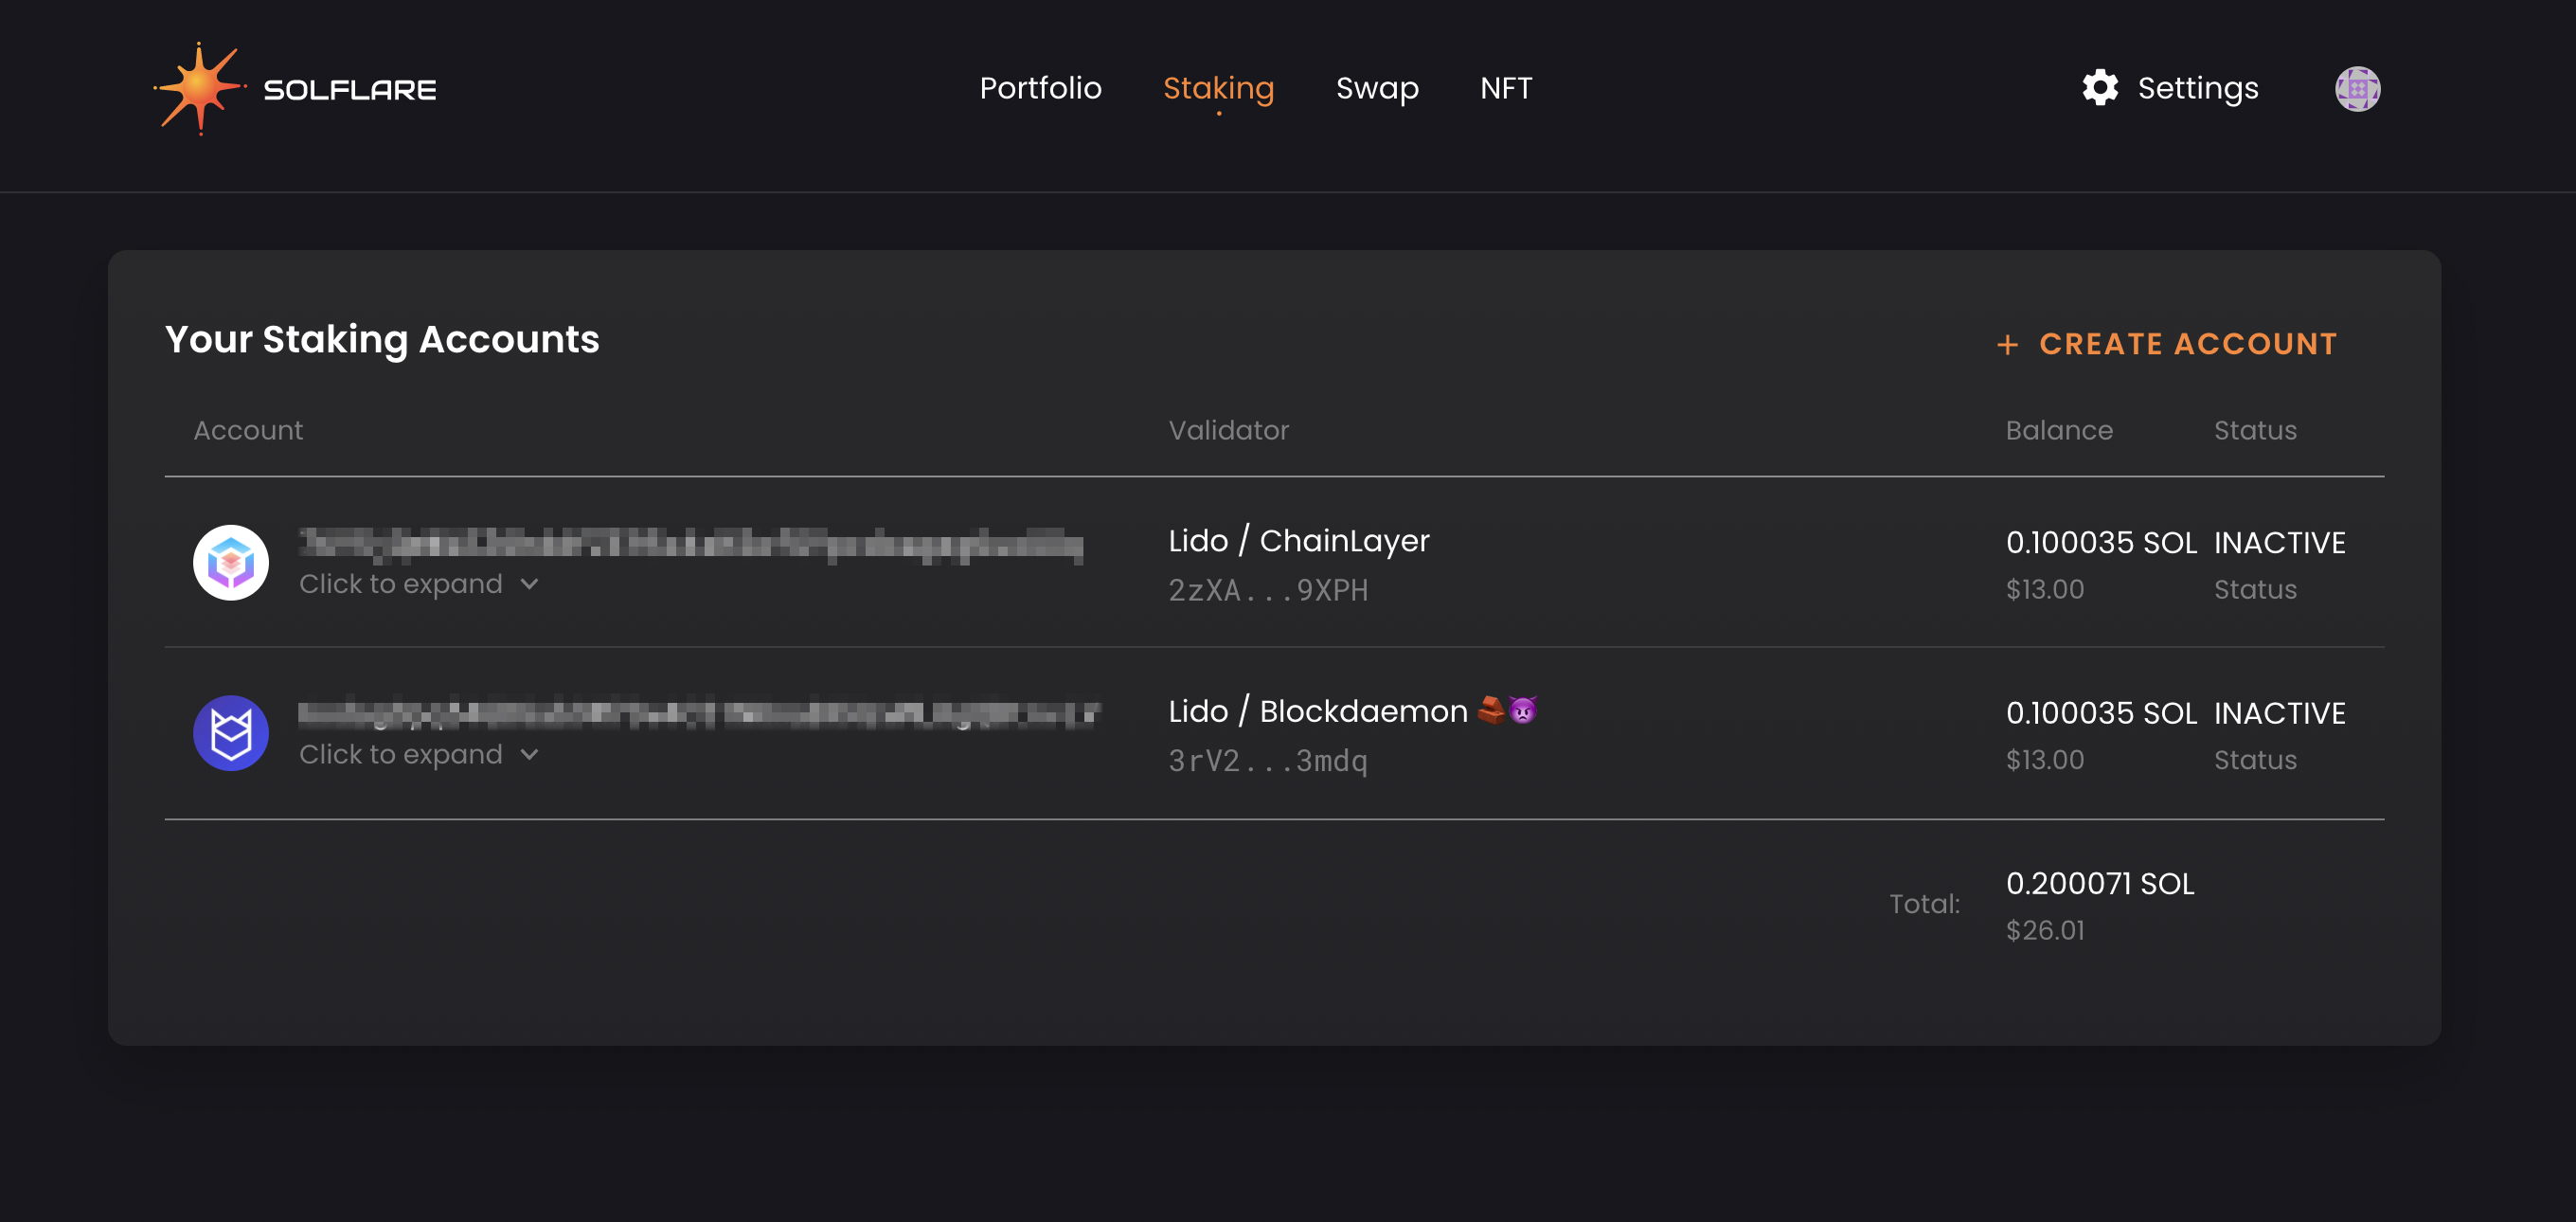 SOLFLARE
Portfolio Staking Swap NFT
Settings
Your Staking Accounts
+ CREATE ACCOUNT
Account Validator Balance Status
Lido / ChainLayer 0.100035 SOL INACTIVE
Click to expand 2zXA...9XPH $13.00 Status
Lido / Blockdaemon 🧱👿 0.100035 SOL INACTIVE
Click to expand 3rV2...3mdq $13.00 Status
Total: 0.200071 SOL
$26.01